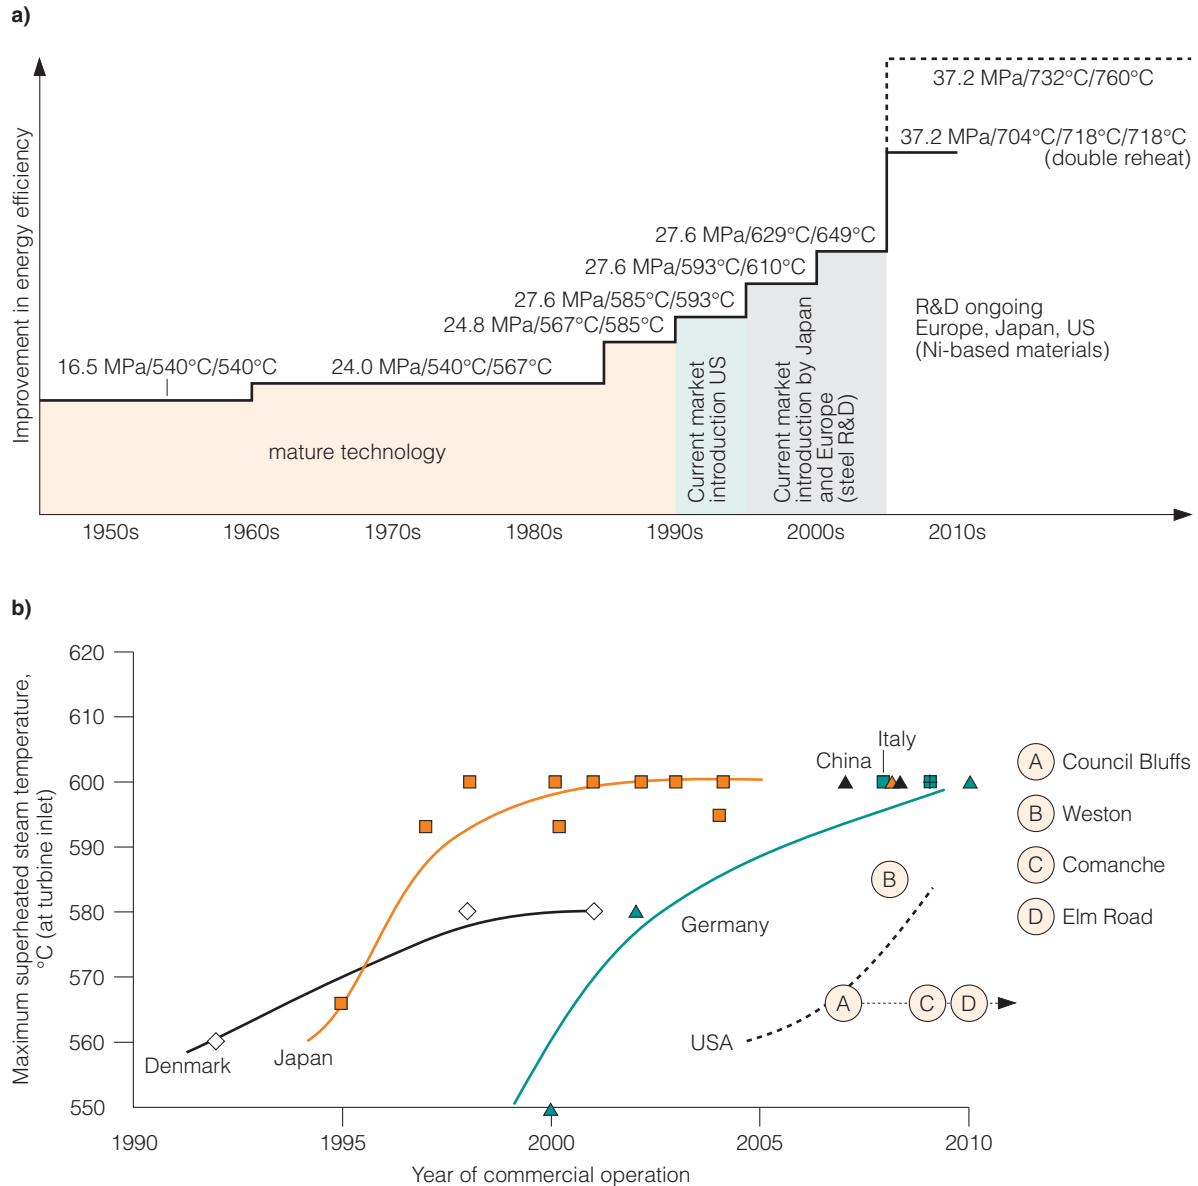 a)
Improvement in energy efficiency
37.2 MPa/732°C/760°C
37.2 MPa/704°C/718°C/718°C
(double reheat)
27.6 MPa/629°C/649°C
27.6 MPa/593°C/610°C
27.6 MPa/585°C/593°C
24.8 MPa/567°C/585°C
16.5 MPa/540°C/540°C
24.0 MPa/540°C/567°C
R&D ongoing
Europe, Japan, US
(Ni-based materials)
mature technology
Current market
introduction US
Current market
introduction by Japan
and Europe
(steel R&D)
1950s
1960s
1970s
1980s
1990s
2000s
2010s
b)
Maximum superheated steam temperature,
°C (at turbine inlet)
620
610
600
590
580
570
560
550
Italy
China
Germany
USA
Denmark
Japan
B
A
C
D
A Council Bluffs
B Weston
C Comanche
D Elm Road
1990
1995
2000
2005
2010
Year of commercial operation